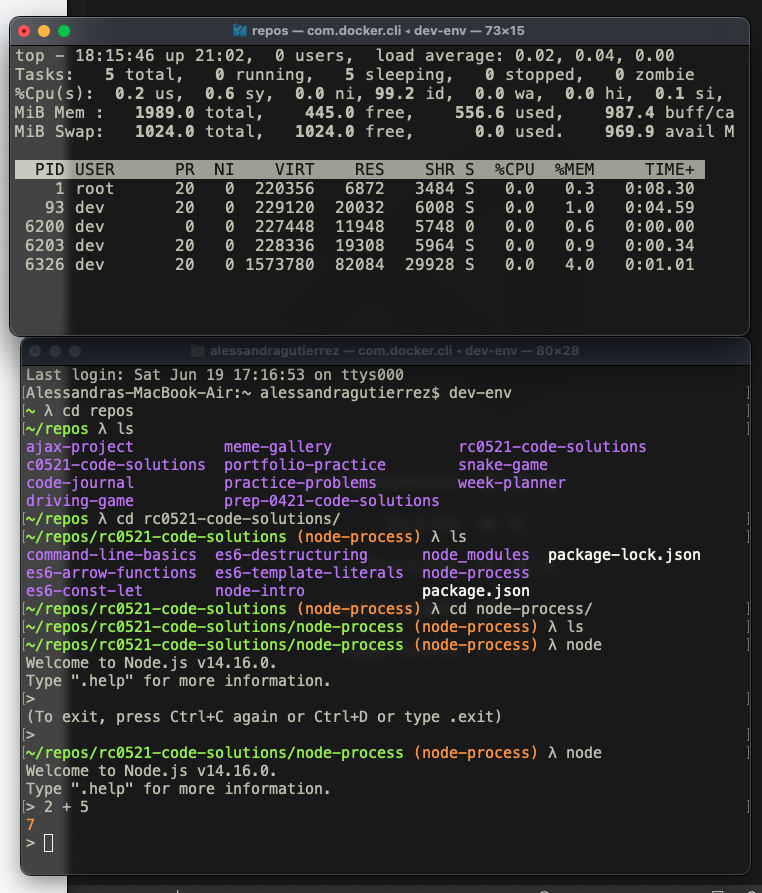 repos — com.docker.cli ◂ dev-env — 73×15
top - 18:15:46 up 21:02,  0 users,  load average: 0.02, 0.04, 0.00
Tasks:   5 total,   0 running,   5 sleeping,   0 stopped,   0 zombie
%Cpu(s):  0.2 us,  0.6 sy,  0.0 ni, 99.2 id,  0.0 wa,  0.0 hi,  0.1 si,
MiB Mem :   1989.0 total,    445.0 free,    556.6 used,    987.4 buff/ca
MiB Swap:   1024.0 total,   1024.0 free,      0.0 used.    969.9 avail M
PID USER      PR  NI    VIRT    RES    SHR S  %CPU  %MEM     TIME+
1 root      20   0  220356   6872   3484 S   0.0   0.3   0:08.30
93 dev       20   0  229120  20032   6008 S   0.0   1.0   0:04.59
6200 dev        0   0  227448  11948   5748 0   0.0   0.6   0:00.00
6203 dev       20   0  228336  19308   5964 S   0.0   0.9   0:00.34
6326 dev       20   0 1573780  82084  29928 S   0.0   4.0   0:01.01
alessandragutierrez — com.docker.cli ◂ dev-env — 80×28
Last login: Sat Jun 19 17:16:53 on ttys000
[Alessandras-MacBook-Air:~ alessandragutierrez$ dev-env ]
[~ λ cd repos ]
[~/repos λ ls ]
ajax-project          meme-gallery              rc0521-code-solutions
c0521-code-solutions  portfolio-practice        snake-game
code-journal          practice-problems         week-planner
driving-game          prep-0421-code-solutions
[~/repos λ cd rc0521-code-solutions/ ]
[~/repos/rc0521-code-solutions (node-process) λ ls ]
command-line-basics  es6-destructuring      node_modules  package-lock.json
es6-arrow-functions  es6-template-literals  node-process
es6-const-let        node-intro             package.json
[~/repos/rc0521-code-solutions (node-process) λ cd node-process/ ]
[~/repos/rc0521-code-solutions/node-process (node-process) λ ls ]
[~/repos/rc0521-code-solutions/node-process (node-process) λ node ]
Welcome to Node.js v14.16.0.
Type ".help" for more information.
[> ]
(To exit, press Ctrl+C again or Ctrl+D or type .exit)
[> ]
[~/repos/rc0521-code-solutions/node-process (node-process) λ node ]
Welcome to Node.js v14.16.0.
Type ".help" for more information.
[> 2 + 5 ]
7
>